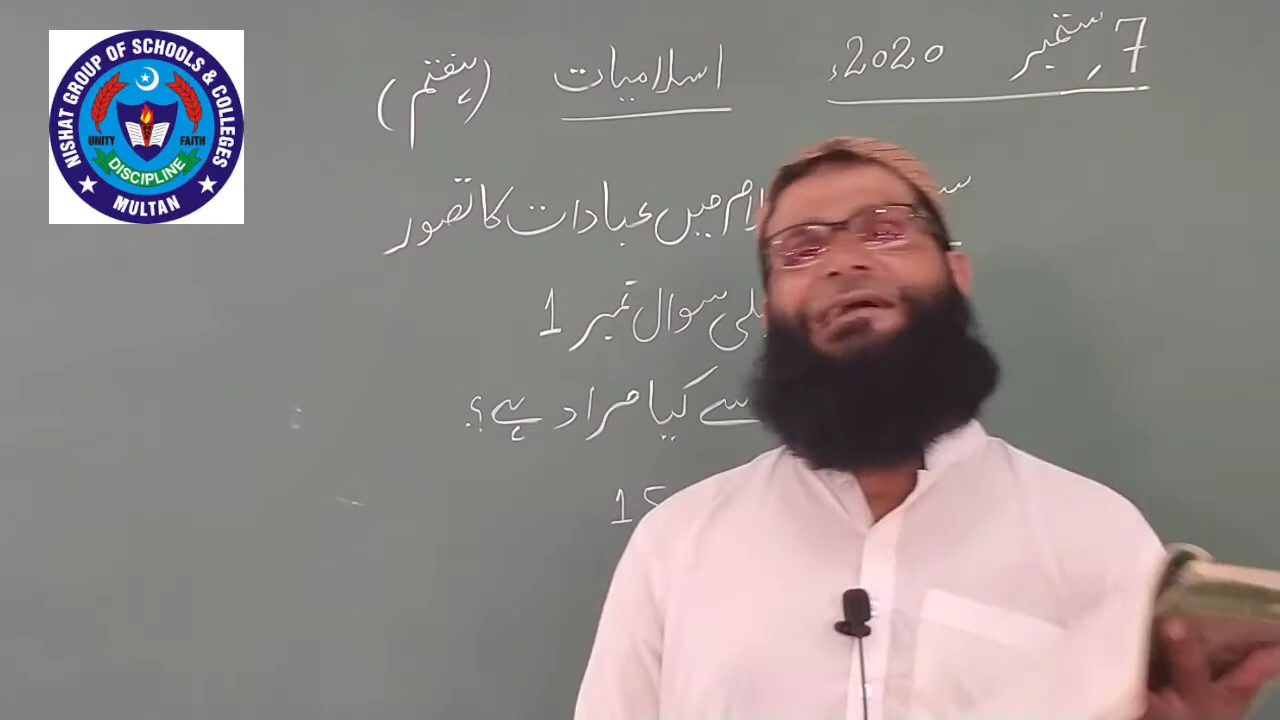 7 ستمبر 2020ء
اسلامیات (ہفتم)
میں عبادات کا تصور
سوال نمبر 1
سے کیا مراد ہے؟
15
NISHAT GROUP OF SCHOOLS & COLLEGES
UNITY FAITH
DISCIPLINE
MULTAN